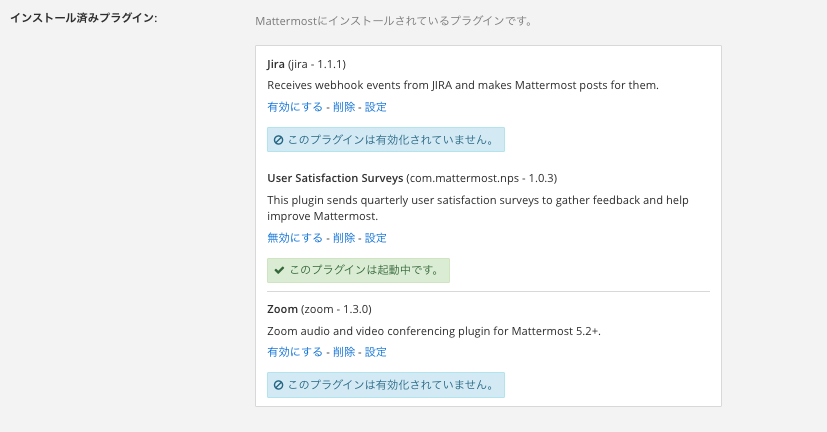 インストール済みプラグイン:
Mattermostにインストールされているプラグインです。
Jira (jira - 1.1.1)
Receives webhook events from JIRA and makes Mattermost posts for them.
有効にする - 削除 - 設定
このプラグインは有効化されていません。
User Satisfaction Surveys (com.mattermost.nps - 1.0.3)
This plugin sends quarterly user satisfaction surveys to gather feedback and help
improve Mattermost.
無効にする - 削除 - 設定
このプラグインは起動中です。
Zoom (zoom - 1.3.0)
Zoom audio and video conferencing plugin for Mattermost 5.2+.
有効にする - 削除 - 設定
このプラグインは有効化されていません。